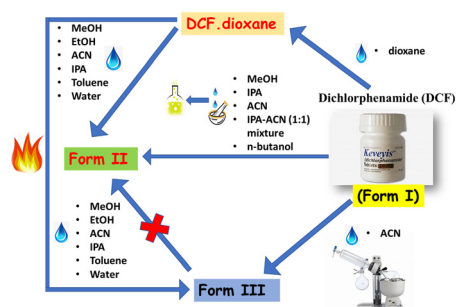 MeOH
EtOH
ACN
IPA
Toluene
Water
DCF.dioxane
dioxane
MeOH
IPA
ACN
IPA-ACN (1:1)
mixture
n-butanol
Dichlorphenamide (DCF)
Keveyis
(dichlorphenamide)
(Form I)
Form II
MeOH
EtOH
ACN
IPA
Toluene
Water
ACN
Form III